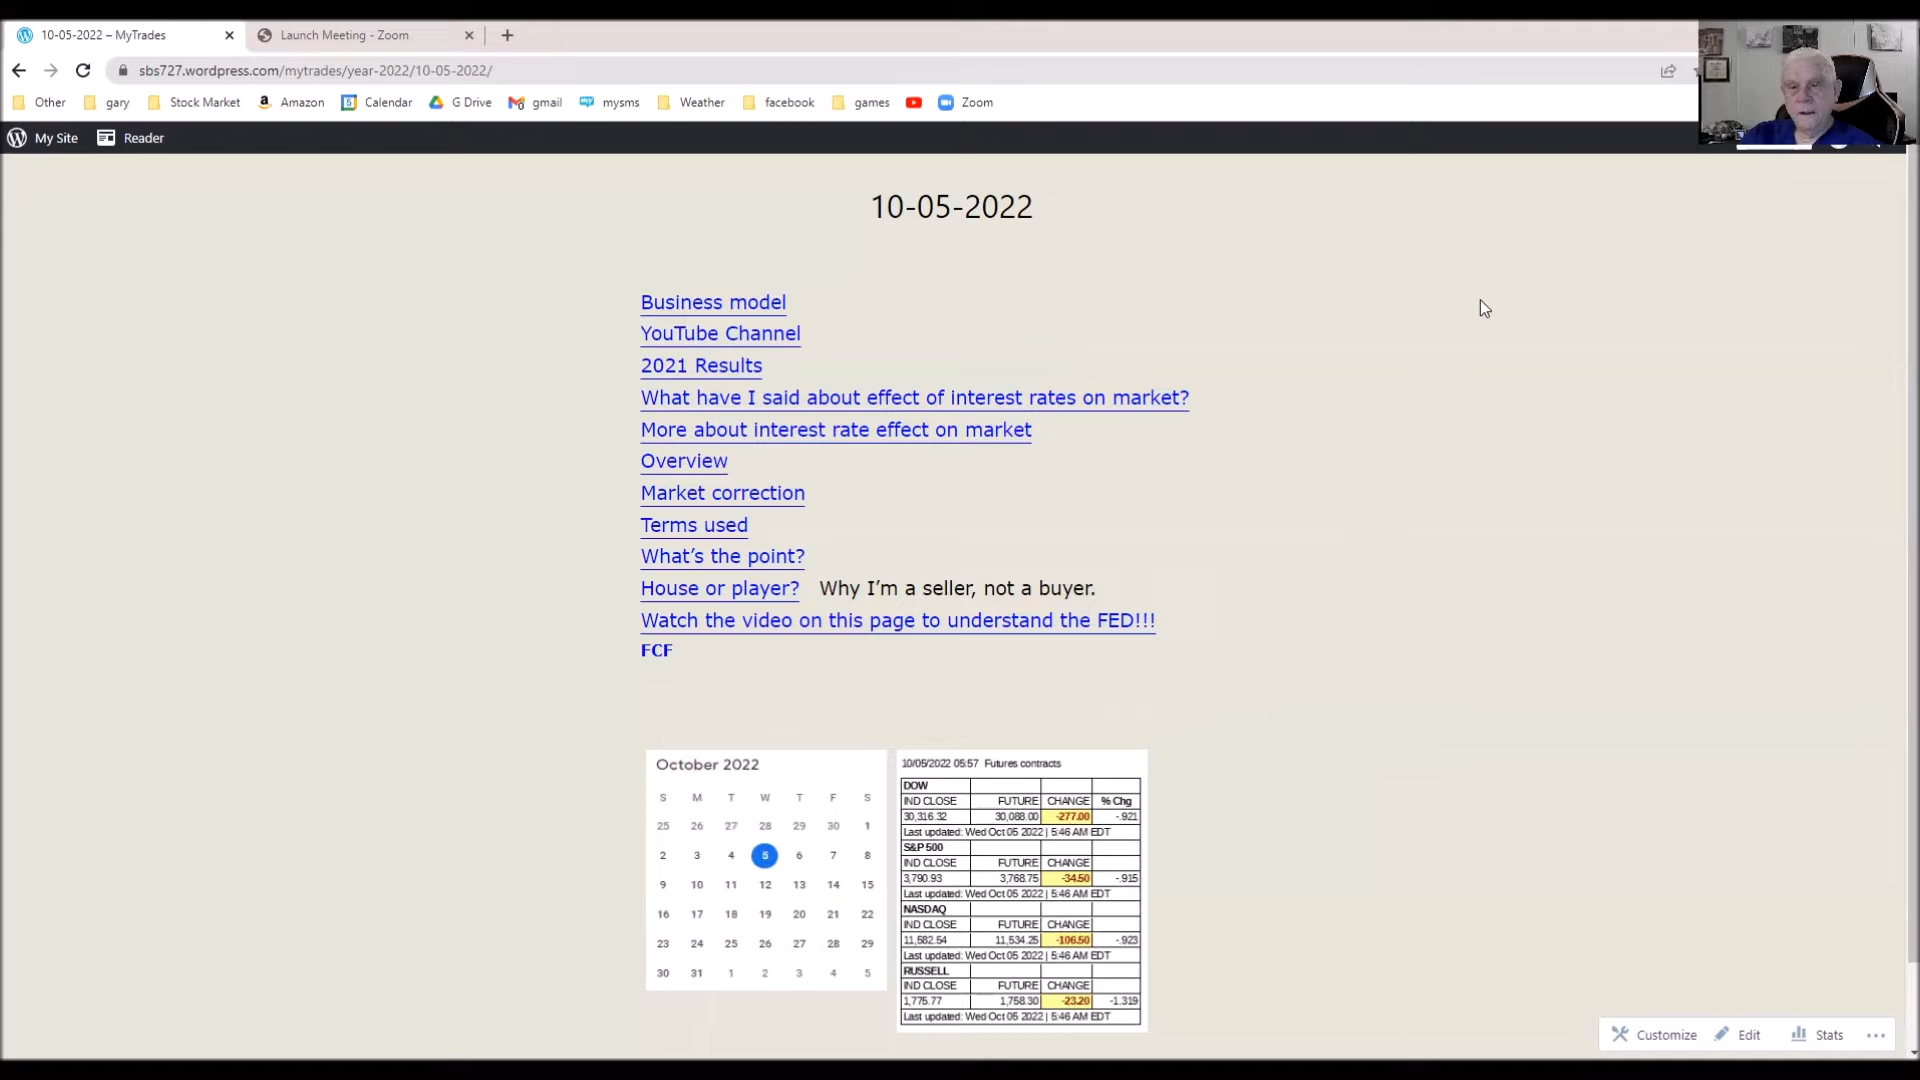 10-05-2022 – MyTrades
Launch Meeting - Zoom
sbs727.wordpress.com/mytrades/year-2022/10-05-2022/
Other gary Stock Market Amazon Calendar G Drive gmail mysms Weather facebook games Zoom
My Site Reader
10-05-2022
Business model
YouTube Channel
2021 Results
What have I said about effect of interest rates on market?
More about interest rate effect on market
Overview
Market correction
Terms used
What's the point?
House or player? Why I'm a seller, not a buyer.
Watch the video on this page to understand the FED!!!
FCF
October 2022
S M T W T F S
25 26 27 28 29 30 1
2 3 4 5 6 7 8
9 10 11 12 13 14 15
16 17 18 19 20 21 22
23 24 25 26 27 28 29
30 31 1 2 3 4 5
10/05/2022 05:57 Futures contracts
DOW
IND CLOSE FUTURE CHANGE % Chg
30,316.32 30,088.00 -277.00 -.921
Last updated: Wed Oct 05 2022 | 5:46 AM EDT
S&P 500
IND CLOSE FUTURE CHANGE
3,790.93 3,768.75 -34.50 -.915
Last updated: Wed Oct 05 2022 | 5:46 AM EDT
NASDAQ
IND CLOSE FUTURE CHANGE
11,582.54 11,534.25 -106.50 -.923
Last updated: Wed Oct 05 2022 | 5:46 AM EDT
RUSSELL
IND CLOSE FUTURE CHANGE
1,775.77 1,758.30 -23.20 -1.319
Last updated: Wed Oct 05 2022 | 5:46 AM EDT
Customize Edit Stats